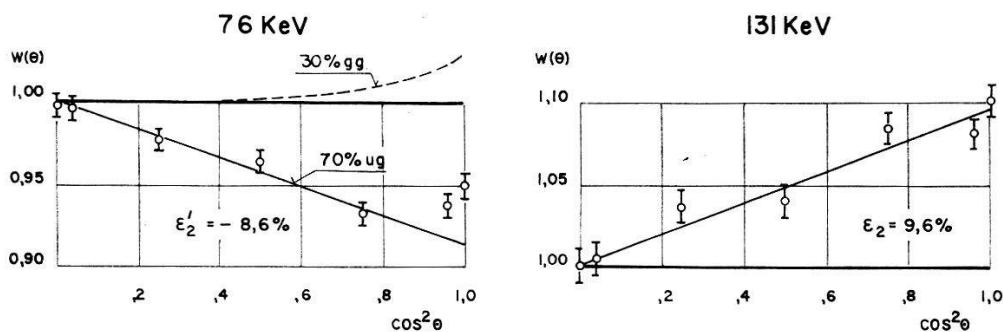 76 KeV
W(θ)
1,00
0,95
0,90
30% gg
70% ug
ε₂' = – 8,6%
,2 ,4 ,6 ,8 1,0
cos²θ
131 KeV
W(θ)
1,10
1,05
1,00
ε₂ = 9,6%
,2 ,4 ,6 ,8 1,0
cos²θ